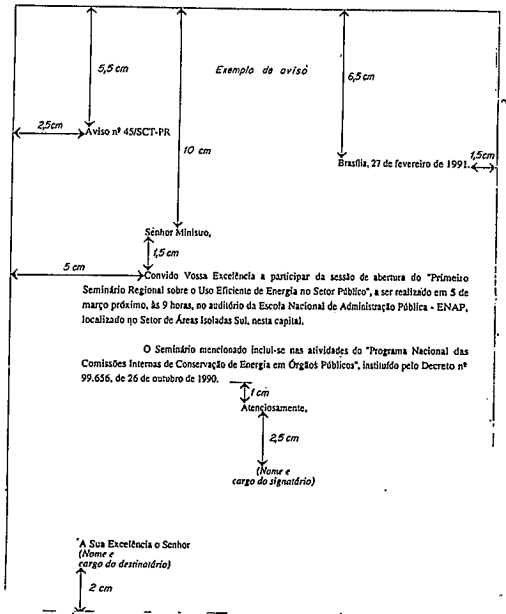 5,5 cm
Exemplo de aviso
6,5 cm
2,5cm
Aviso nº 45/SCT-PR
10 cm
1,5cm
Brasília, 27 de fevereiro de 1991.
Senhor Ministro,
1,5 cm
5 cm
Convido Vossa Excelência a participar da sessão de abertura do "Primeiro
Seminário Regional sobre o Uso Eficiente de Energia no Setor Público", a ser realizado em 5 de
março próximo, às 9 horas, no auditório da Escola Nacional de Administração Pública - ENAP,
localizado no Setor de Áreas Isoladas Sul, nesta capital.
O Seminário mencionado inclui-se nas atividades do "Programa Nacional das
Comissões Internas de Conservação de Energia em Órgãos Públicos", instituído pelo Decreto nº
99.656, de 26 de outubro de 1990.
1 cm
Atenciosamente,
2,5 cm
(Nome e
cargo do signatário)
A Sua Excelência o Senhor
(Nome e
cargo do destinatário)
2 cm